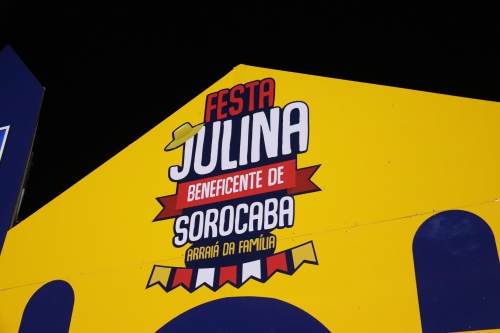 FESTA
JULINA
BENEFICENTE DE
SOROCABA
ARRAIÁ DA FAMÍLIA